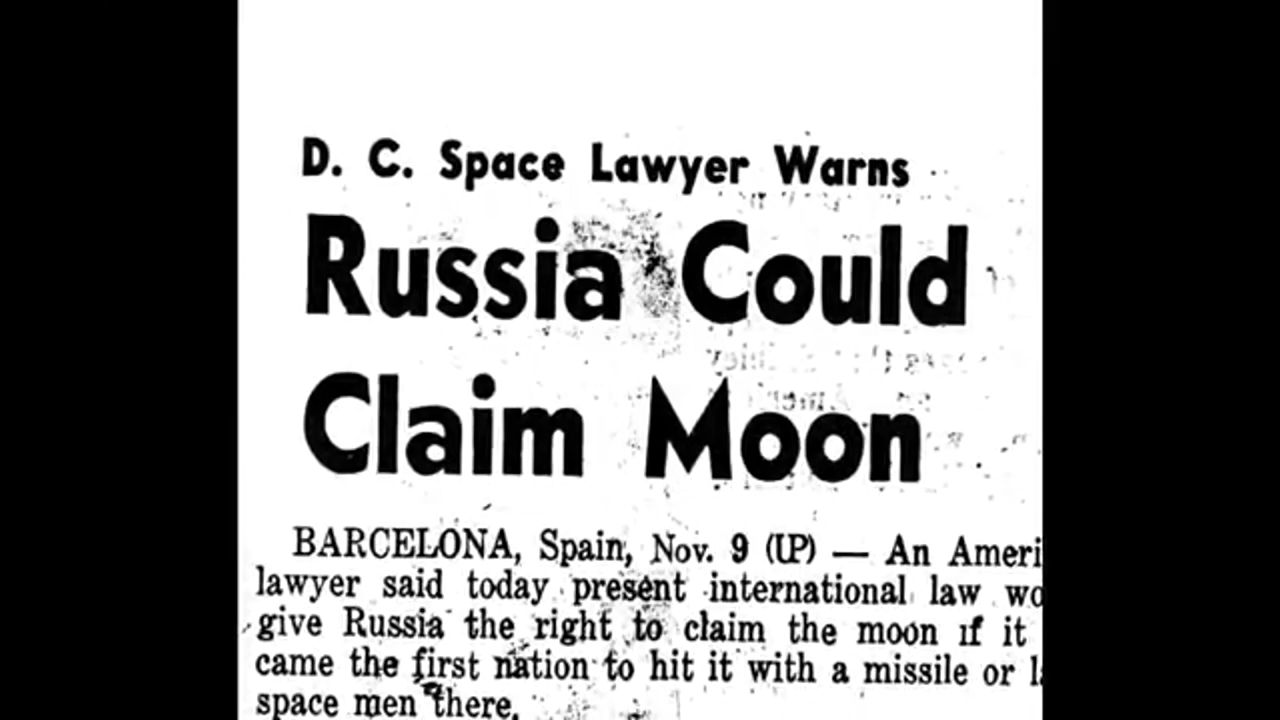 D. C. Space Lawyer Warns
Russia Could
Claim Moon
BARCELONA, Spain, Nov. 9 (UP) — An Ameri
lawyer said today present international law wo
give Russia the right to claim the moon if it
came the first nation to hit it with a missile or
space men there.